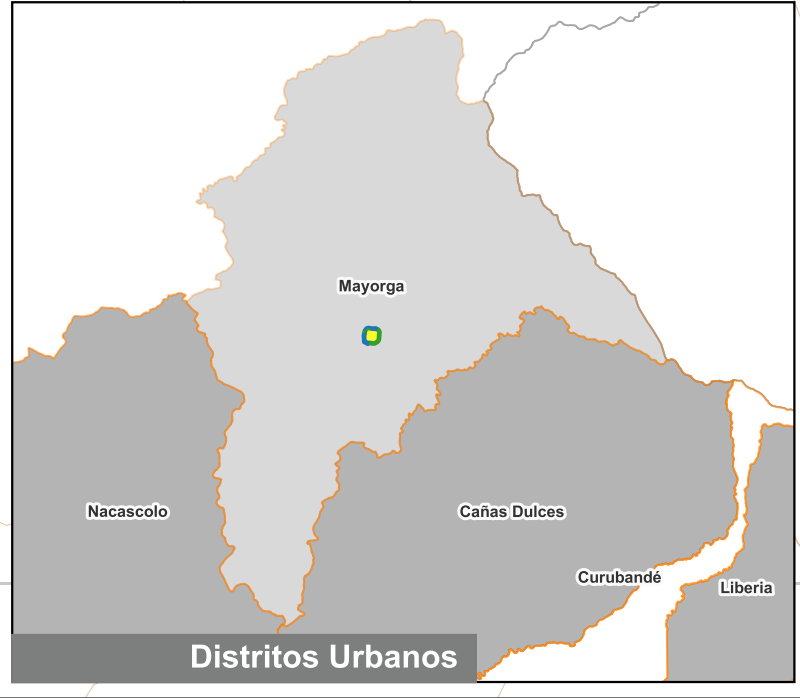 Mayorga
Nacascolo
Cañas Dulces
Curubandé
Liberia
Distritos Urbanos